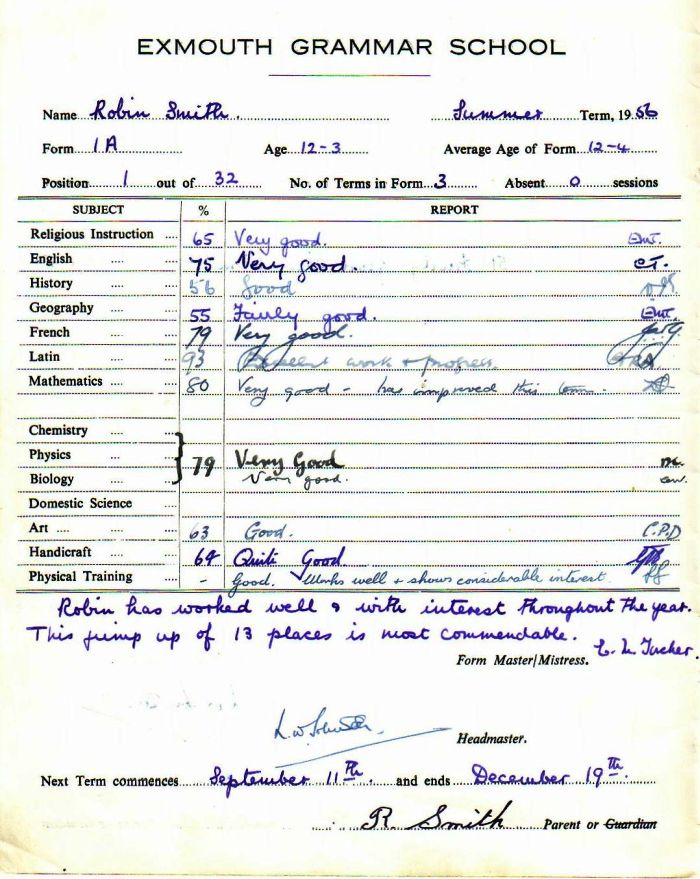 EXMOUTH GRAMMAR SCHOOL
Name Robin Smith. Summer Term, 1956
Form 1A Age 12-3 Average Age of Form 12-4
Position 1 out of 32 No. of Terms in Form 3 Absent 0 sessions
SUBJECT % REPORT
Religious Instruction 65 Very good.
English 75 Very good. C.T.
History 56 Good
Geography 55 Fairly good.
French 79 Very good.
Latin 93 Excellent work + progress.
Mathematics 80 Very good - has improved this term.
Chemistry
Physics 79 Very Good
Biology Very good.
Domestic Science
Art 63 Good. C.P.D
Handicraft 64 Quite Good
Physical Training - Good. Works well + shows considerable interest.
Robin has worked well & with interest throughout the year.
This jump up of 13 places is most commendable.
Form Master/Mistress. Tucker.
Headmaster.
Next Term commences September 11th. and ends December 19th.
R. Smith Parent or Guardian